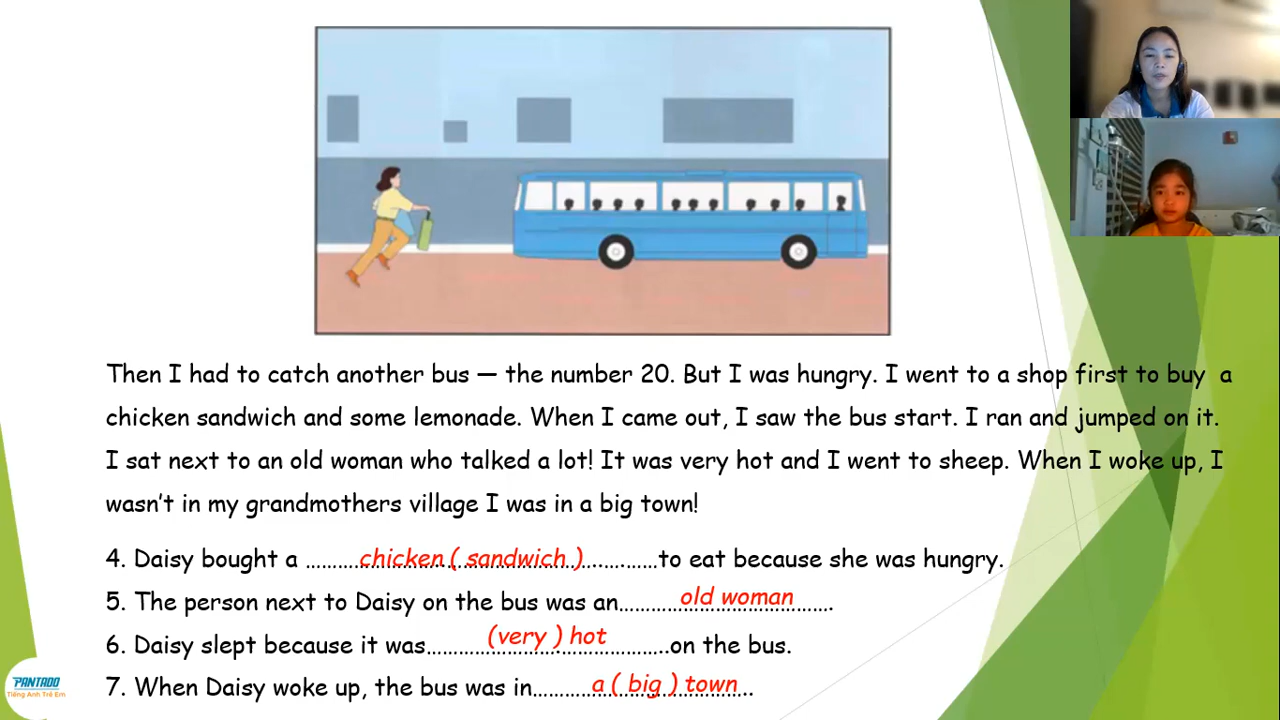 Then I had to catch another bus — the number 20. But I was hungry. I went to a shop first to buy a
chicken sandwich and some lemonade. When I came out, I saw the bus start. I ran and jumped on it.
I sat next to an old woman who talked a lot! It was very hot and I went to sheep. When I woke up, I
wasn't in my grandmothers village I was in a big town!
4. Daisy bought a ………chicken ( sandwich )………to eat because she was hungry.
5. The person next to Daisy on the bus was an………old woman……….
6. Daisy slept because it was………(very ) hot………..on the bus.
7. When Daisy woke up, the bus was in………a ( big ) town………..
PANTADO
Tiếng Anh Trẻ Em